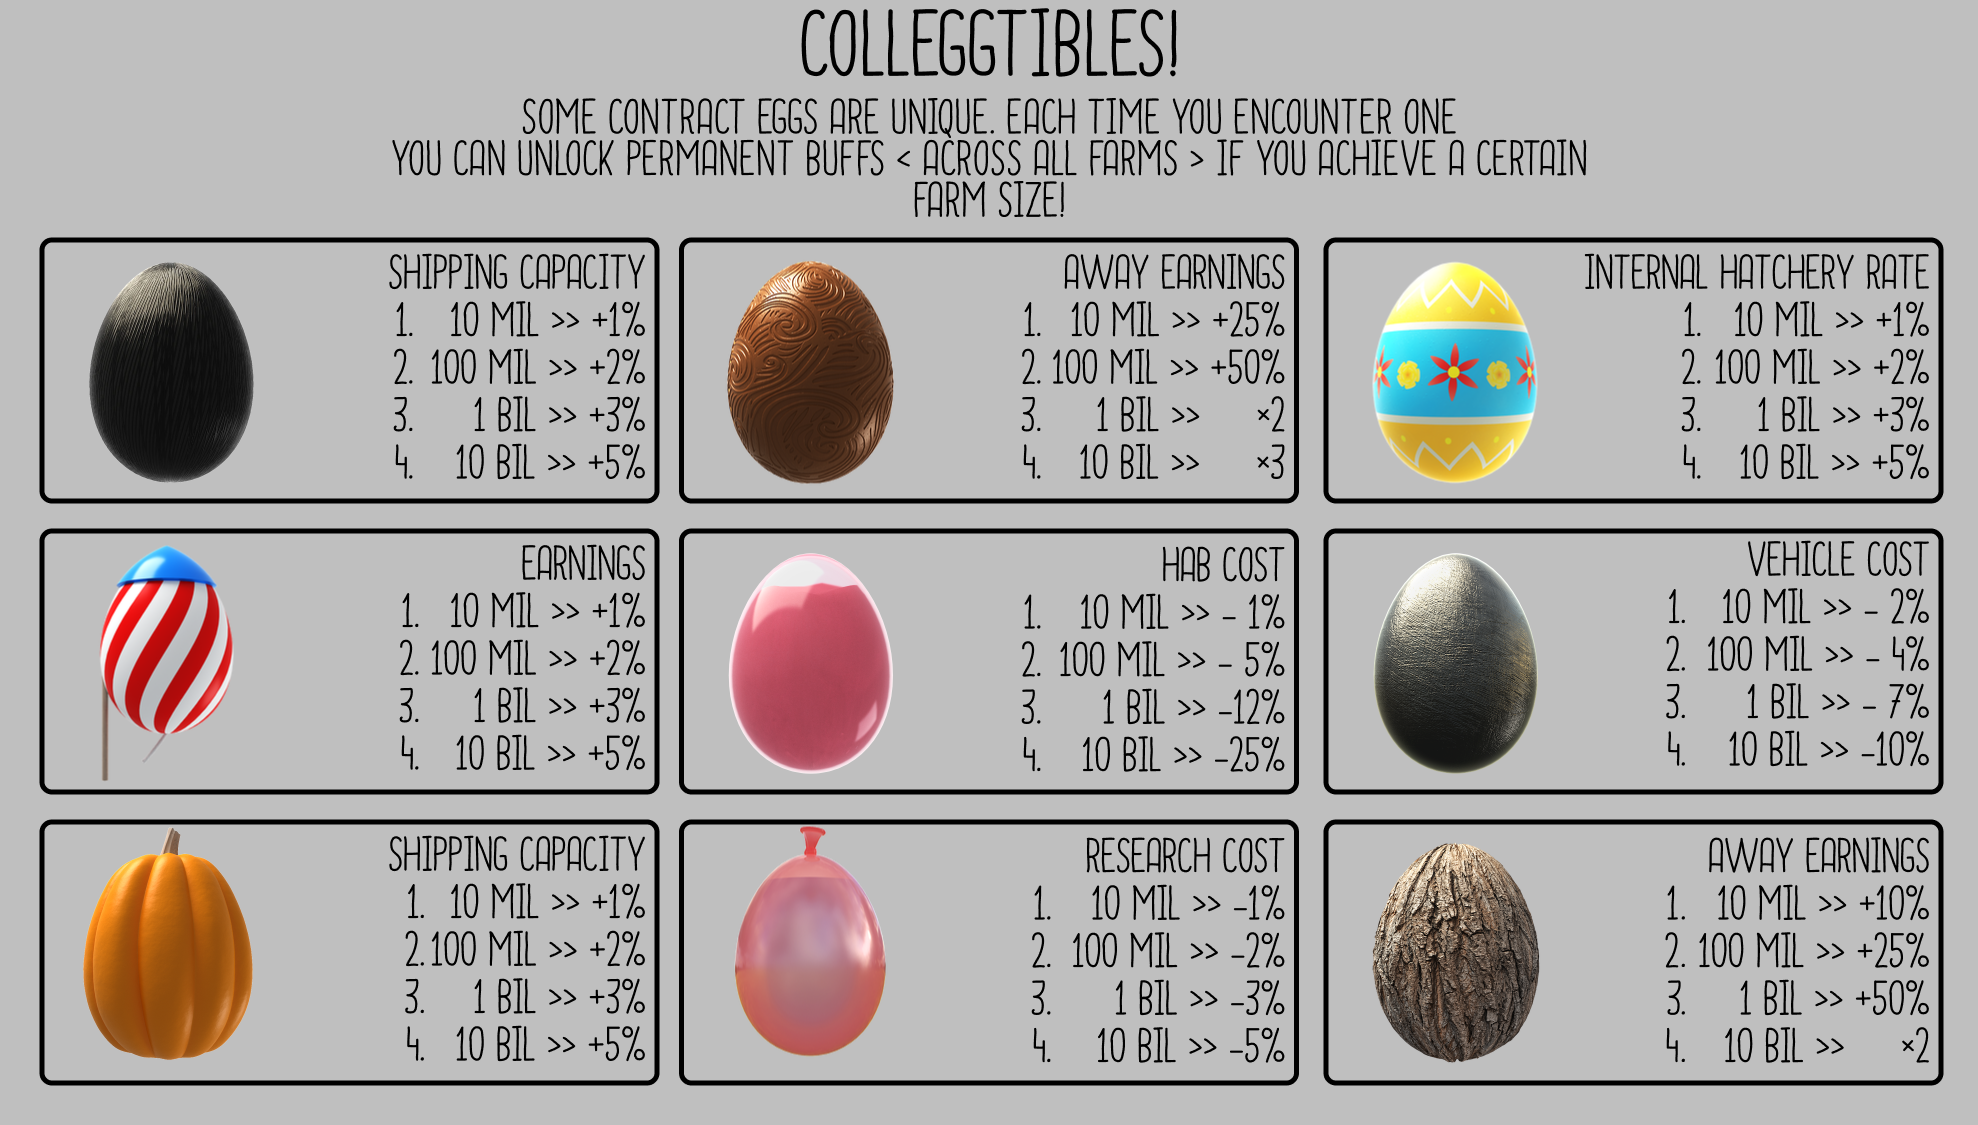 COLLEGGTIBLES!
SOME CONTRACT EGGS ARE UNIQUE. EACH TIME YOU ENCOUNTER ONE
YOU CAN UNLOCK PERMANENT BUFFS < ACROSS ALL FARMS > IF YOU ACHIEVE A CERTAIN
FARM SIZE!
SHIPPING CAPACITY
1. 10 MIL >> +1%
2. 100 MIL >> +2%
3. 1 BIL >> +3%
4. 10 BIL >> +5%
AWAY EARNINGS
1. 10 MIL >> +25%
2. 100 MIL >> +50%
3. 1 BIL >> ×2
4. 10 BIL >> ×3
INTERNAL HATCHERY RATE
1. 10 MIL >> +1%
2. 100 MIL >> +2%
3. 1 BIL >> +3%
4. 10 BIL >> +5%
EARNINGS
1. 10 MIL >> +1%
2. 100 MIL >> +2%
3. 1 BIL >> +3%
4. 10 BIL >> +5%
HAB COST
1. 10 MIL >> - 1%
2. 100 MIL >> - 5%
3. 1 BIL >> -12%
4. 10 BIL >> -25%
VEHICLE COST
1. 10 MIL >> - 2%
2. 100 MIL >> - 4%
3. 1 BIL >> - 7%
4. 10 BIL >> -10%
SHIPPING CAPACITY
1. 10 MIL >> +1%
2. 100 MIL >> +2%
3. 1 BIL >> +3%
4. 10 BIL >> +5%
RESEARCH COST
1. 10 MIL >> -1%
2. 100 MIL >> -2%
3. 1 BIL >> -3%
4. 10 BIL >> -5%
AWAY EARNINGS
1. 10 MIL >> +10%
2. 100 MIL >> +25%
3. 1 BIL >> +50%
4. 10 BIL >> ×2